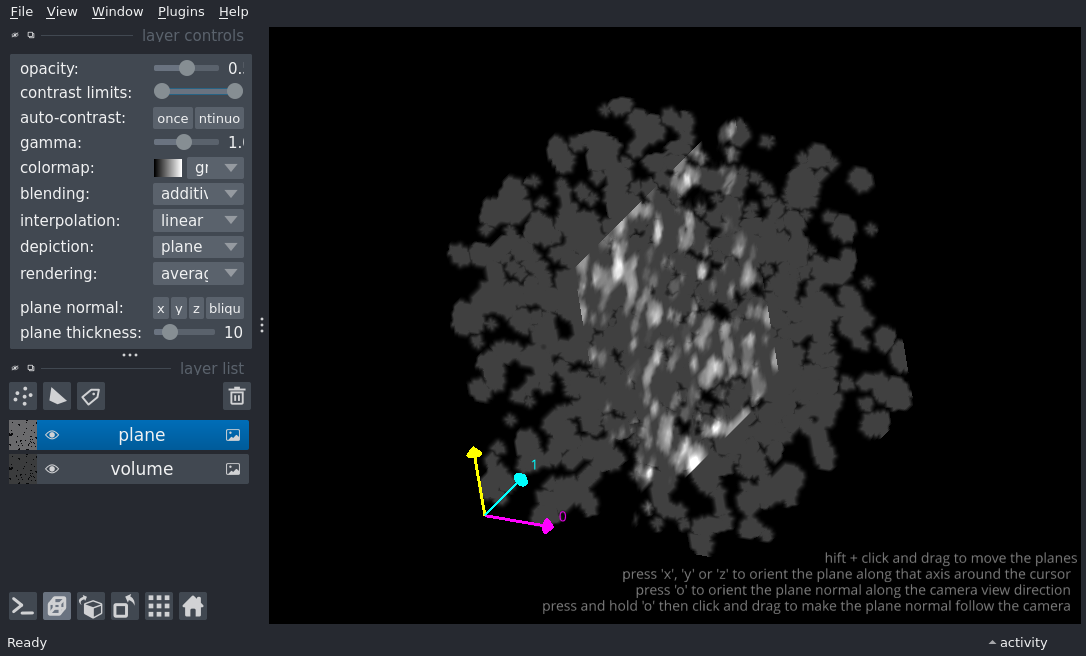 File View Window Plugins Help
layer controls
opacity: 0.
contrast limits:
auto-contrast: once ntinuo
gamma: 1.
colormap: gr
blending: additiv
interpolation: linear
depiction: plane
rendering: averag
plane normal: x y z bliqu
plane thickness: 10
layer list
plane
volume
1
0
hift + click and drag to move the planes
press 'x', 'y' or 'z' to orient the plane along that axis around the cursor
press 'o' to orient the plane normal along the camera view direction
press and hold 'o' then click and drag to make the plane normal follow the camera
Ready activity